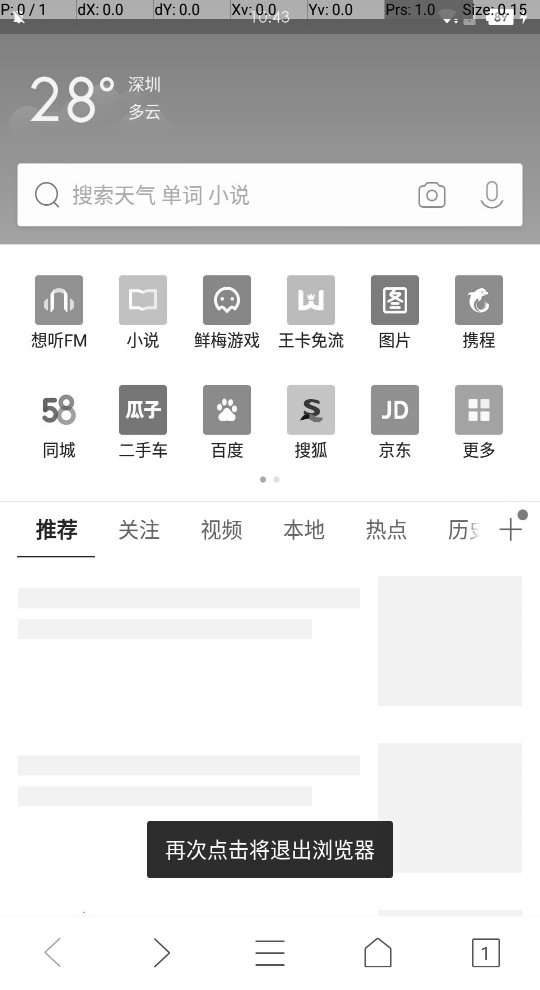 P: 0 / 1 dX: 0.0 dY: 0.0 Xv: 0.0 Yv: 0.0 Prs: 1.0 Size: 0.15
10:43
87
28° 深圳
多云
搜索天气 单词 小说
想听FM 小说 鲜梅游戏 王卡免流 图片 携程
58 瓜子 S JD
同城 二手车 百度 搜狐 京东 更多
推荐 关注 视频 本地 热点 历史
再次点击将退出浏览器
1